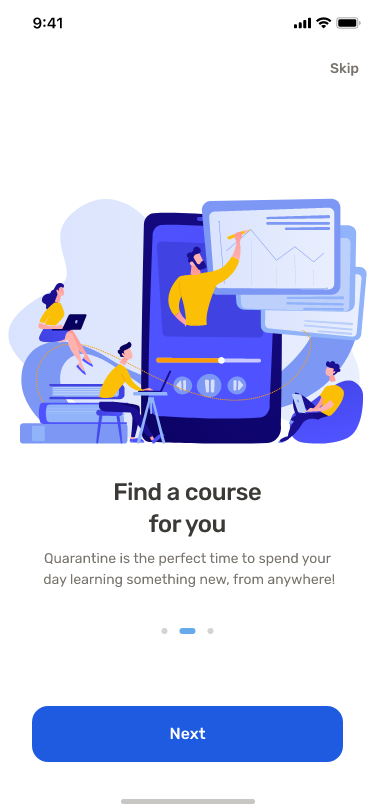 9:41
Skip
Find a course
for you
Quarantine is the perfect time to spend your
day learning something new, from anywhere!
Next